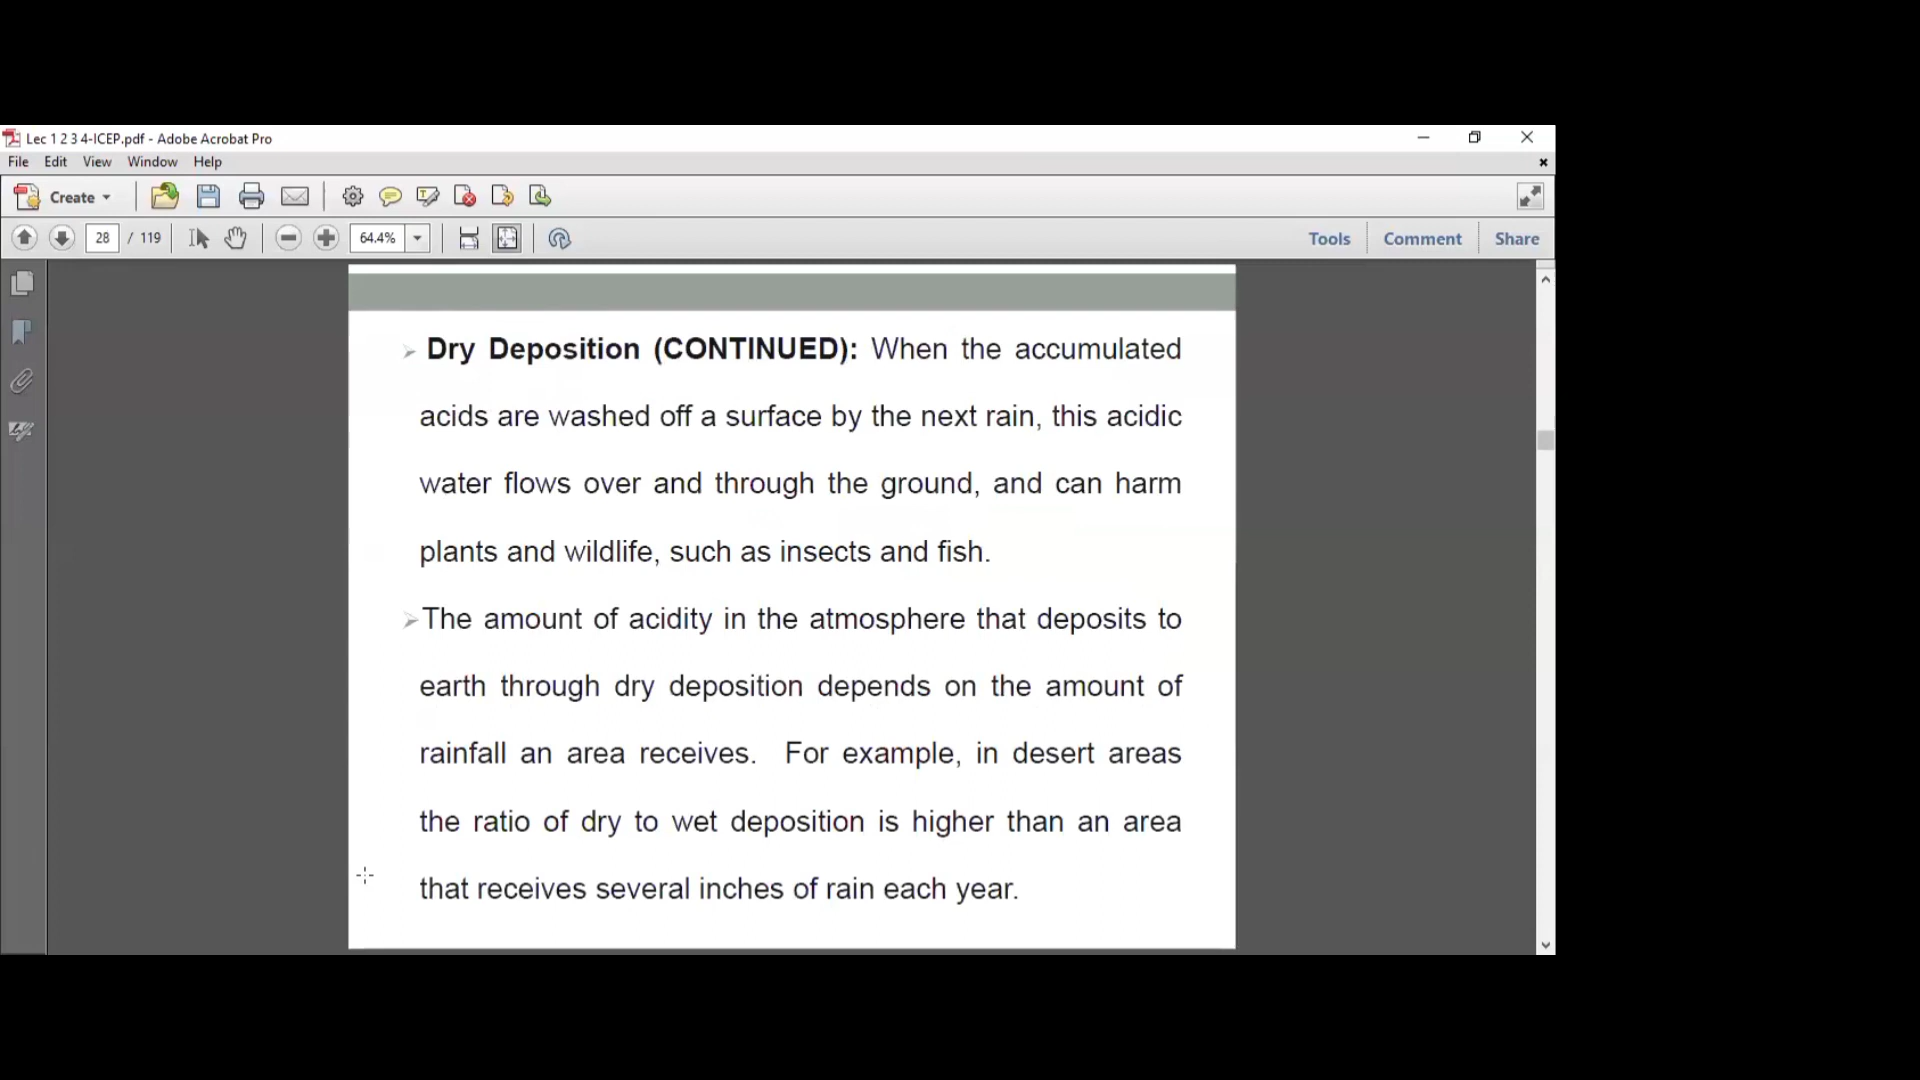 Lec 1 2 3 4-ICEP.pdf - Adobe Acrobat Pro
File Edit View Window Help
Create
28 / 119 64.4% Tools Comment Share
Dry Deposition (CONTINUED): When the accumulated
acids are washed off a surface by the next rain, this acidic
water flows over and through the ground, and can harm
plants and wildlife, such as insects and fish.
The amount of acidity in the atmosphere that deposits to
earth through dry deposition depends on the amount of
rainfall an area receives. For example, in desert areas
the ratio of dry to wet deposition is higher than an area
that receives several inches of rain each year.